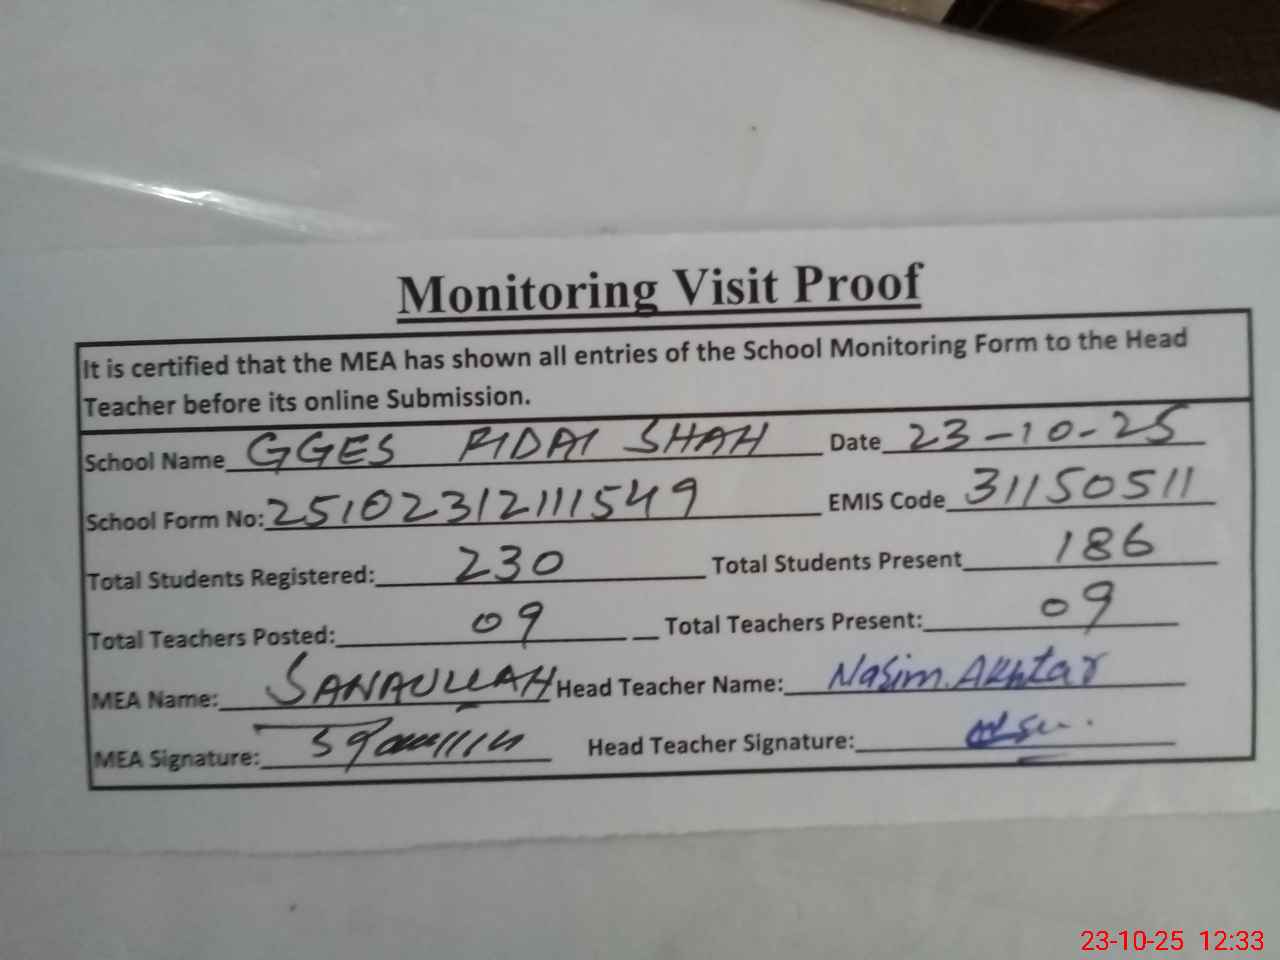 Monitoring Visit Proof
It is certified that the MEA has shown all entries of the School Monitoring Form to the Head
Teacher before its online Submission.
School Name GGES FIDAI SHAH Date 23-10-25
School Form No: 251023121111549 EMIS Code 31150511
Total Students Registered: 230 Total Students Present 186
Total Teachers Posted: 09 Total Teachers Present: 09
MEA Name: SANAULLAH Head Teacher Name: Nasim Akhtar
MEA Signature: Head Teacher Signature:
23-10-25 12:33